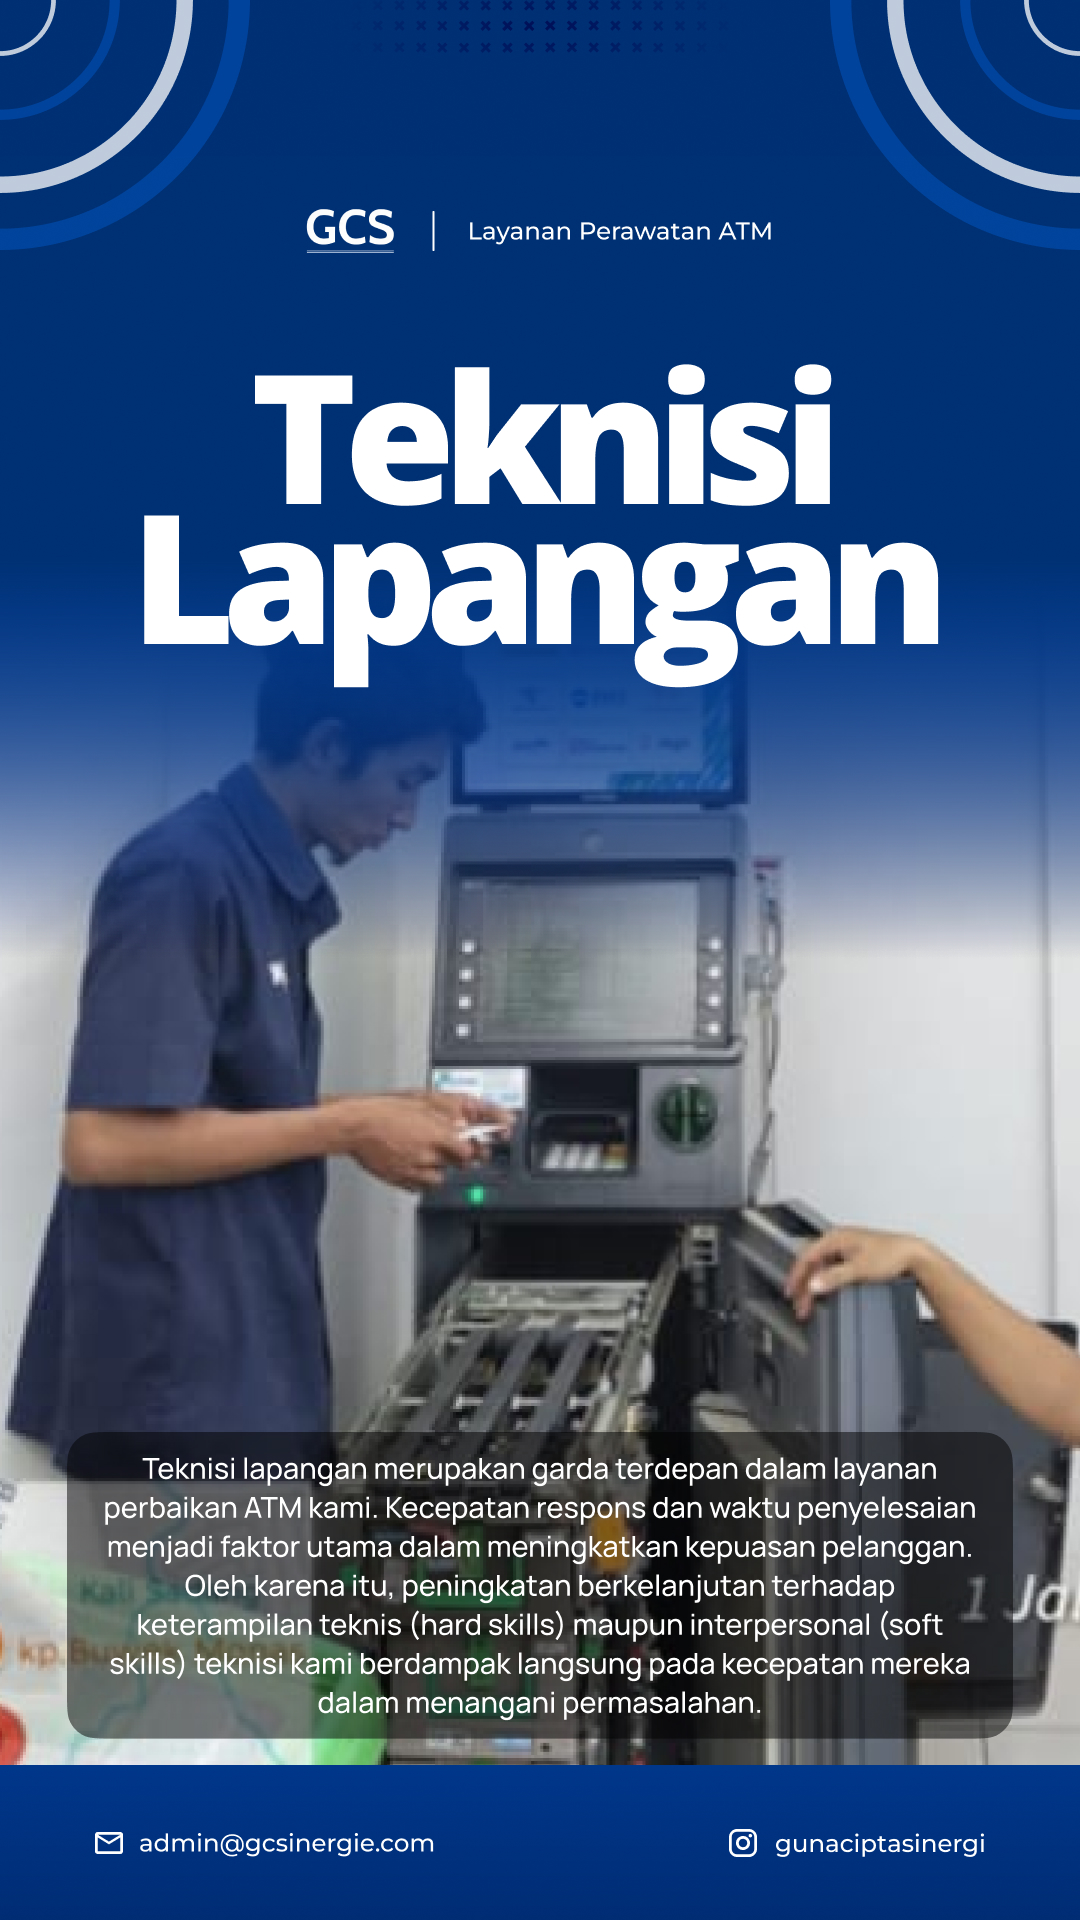 GCS
Layanan Perawatan ATM
Teknisi
Lapangan
Teknisi lapangan merupakan garda terdepan dalam layanan
perbaikan ATM kami. Kecepatan respons dan waktu penyelesaian
menjadi faktor utama dalam meningkatkan kepuasan pelanggan.
Oleh karena itu, peningkatan berkelanjutan terhadap
keterampilan teknis (hard skills) maupun interpersonal (soft
skills) teknisi kami berdampak langsung pada kecepatan mereka
dalam menangani permasalahan.
1 Ja
admin@gcsinergie.com
gunaciptasinergi